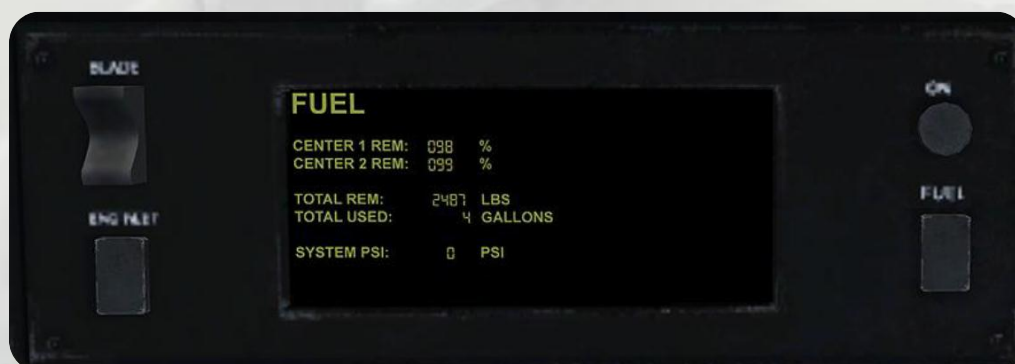 BLADE
ON
FUEL
CENTER 1 REM: 098 %
CENTER 2 REM: 099 %
TOTAL REM: 2487 LBS
TOTAL USED: 4 GALLONS
SYSTEM PSI: 0 PSI
ENG INLET
FUEL